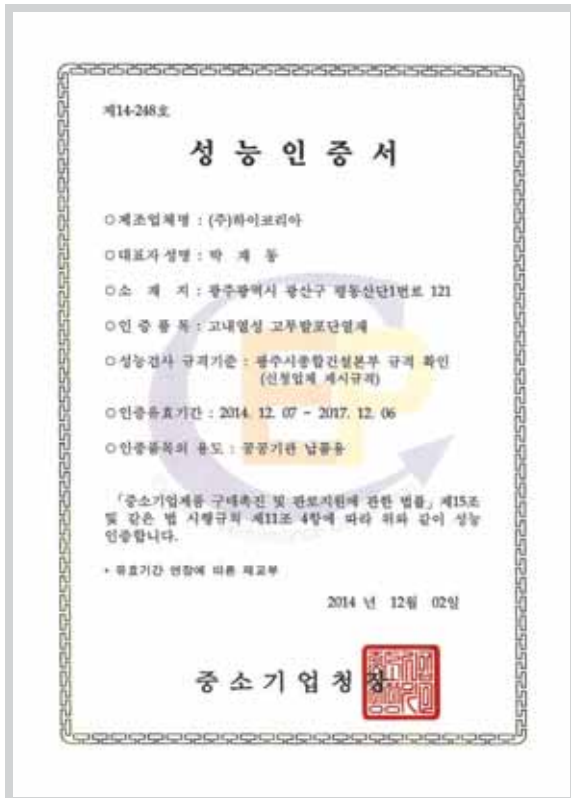 제14-248호
성능인증서
○제조업체명 : (주)하이코리아
○대표자 성명 : 박 재 동
○소 재 지 : 광주광역시 광산구 평동산단1번로 121
○인 증 품 목 : 고내열성 고무발포단열재
○성능검사 규격기준 : 광주시종합건설본부 규격 확인
(신청업체 제시규격)
○인증유효기간 : 2014. 12. 07 ~ 2017. 12. 06
○인증품목의 용도 : 공공기관 납품용
「중소기업제품 구매촉진 및 판로지원에 관한 법률」 제15조
및 같은 법 시행규칙 제11조 4항에 따라 위와 같이 성능
인증합니다.
* 유효기간 연장에 따른 재교부
2014 년 12월 02일
중소기업청장
EP